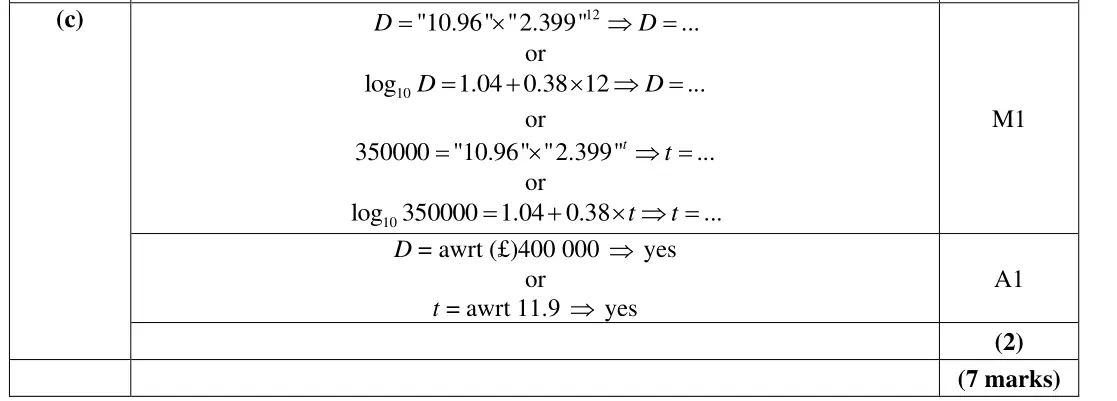 (c)
D = "10.96"×"2.399"¹² ⇒ D = ...
or
log₁₀ D = 1.04 + 0.38×12 ⇒ D = ...
or
350000 = "10.96"×"2.399"ᵗ ⇒ t = ...
or
log₁₀ 350000 = 1.04 + 0.38×t ⇒ t = ...
M1
D = awrt (£)400 000 ⇒ yes
or
t = awrt 11.9 ⇒ yes
A1
(2)
(7 marks)